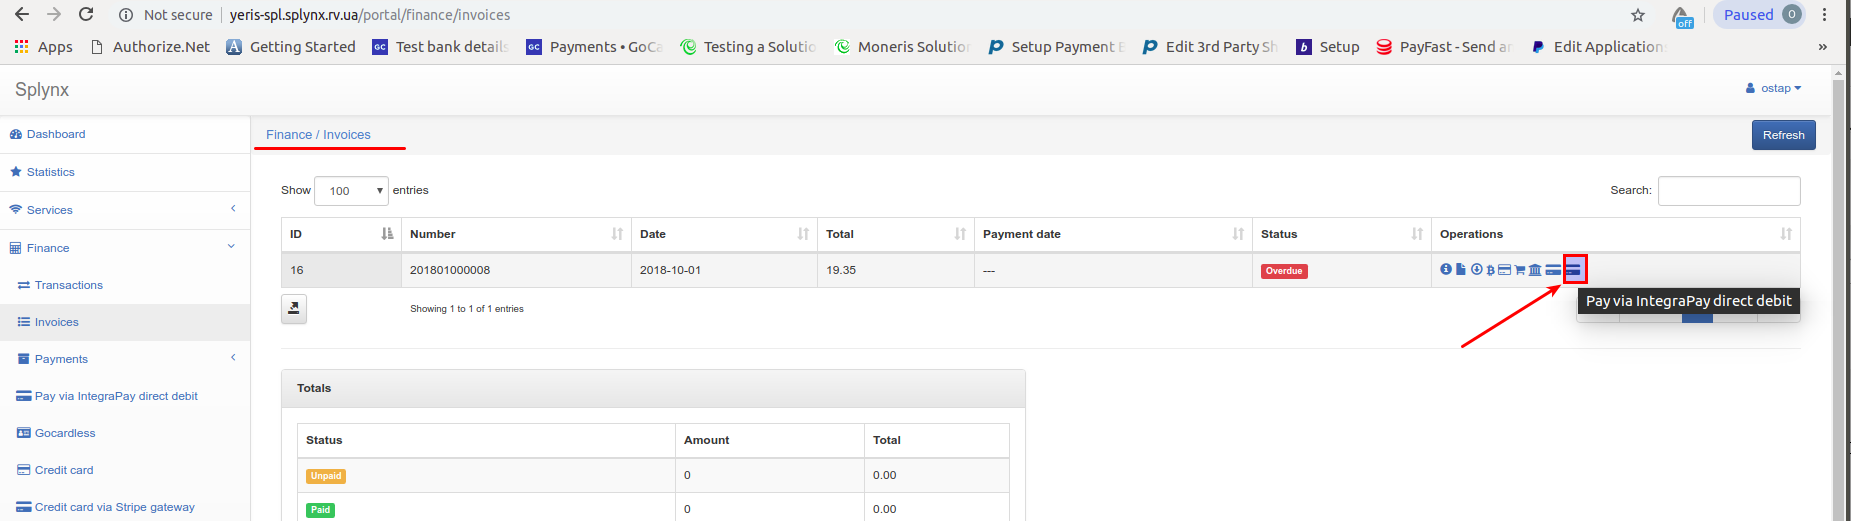 Not secure | yeris-spl.splynx.rv.ua/portal/finance/invoices off Paused 0
Apps Authorize.Net Getting Started Test bank details Payments • GoCa Testing a Solutio Moneris Solution Setup Payment Edit 3rd Party Sh Setup PayFast - Send a Edit Application »
Splynx
ostap
Dashboard
Finance / Invoices
Refresh
Statistics
Show 100 entries
Search:
Services
ID Number Date Total Payment date Status Operations
Finance
16 201801000008 2018-10-01 19.35 --- Overdue
Transactions
Pay via IntegraPay direct debit
Showing 1 to 1 of 1 entries
Invoices
Payments
Totals
Pay via IntegraPay direct debit
Gocardless
Status Amount Total
Credit card
Unpaid 0 0.00
Credit card via Stripe gateway
Paid 0 0.00